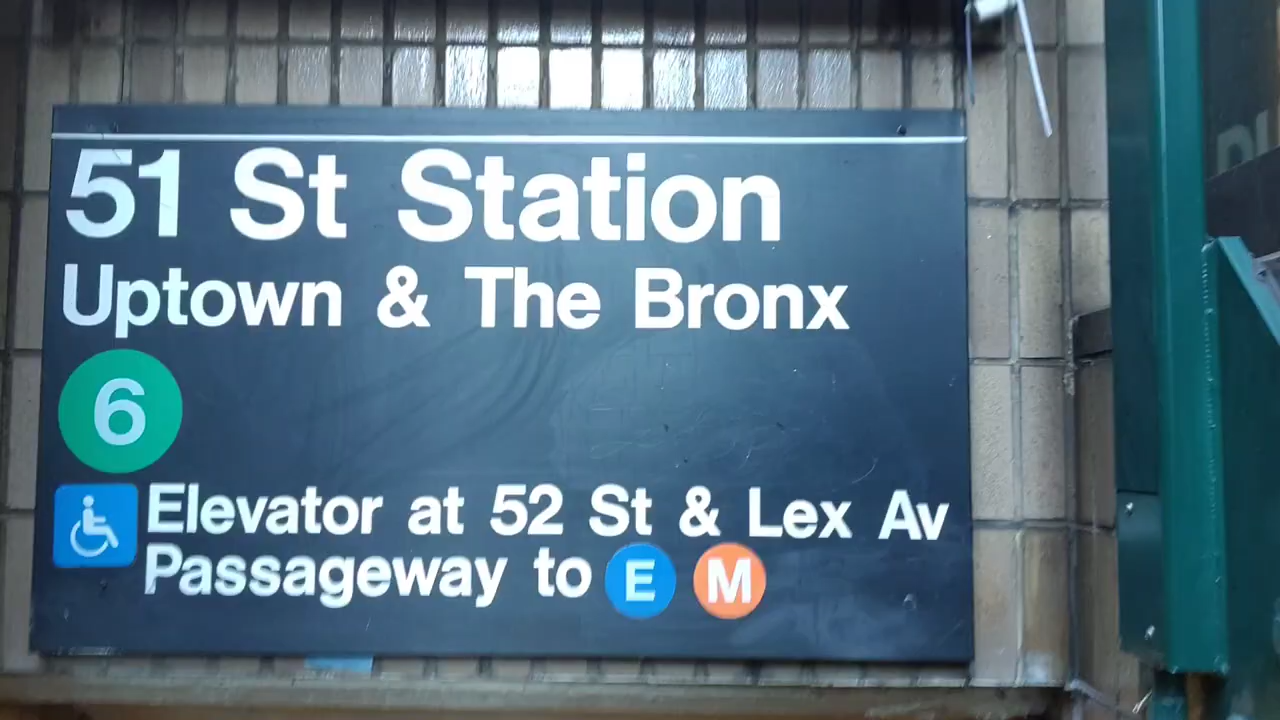 51 St Station
Uptown & The Bronx
6
Elevator at 52 St & Lex Av
Passageway to E M